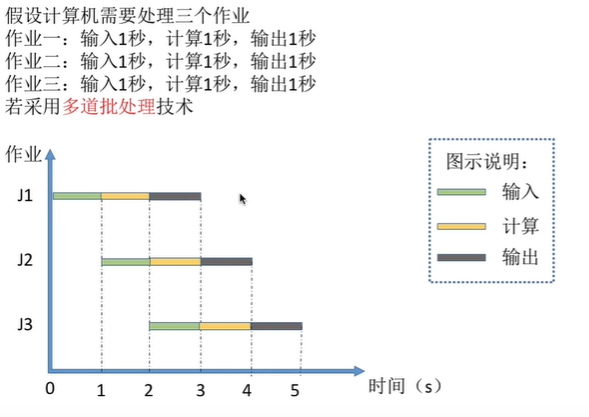 假设计算机需要处理三个作业
作业一：输入1秒，计算1秒，输出1秒
作业二：输入1秒，计算1秒，输出1秒
作业三：输入1秒，计算1秒，输出1秒
若采用多道批处理技术
作业
图示说明：
J1
输入
计算
J2
输出
J3
0 1 2 3 4 5 时间（s）